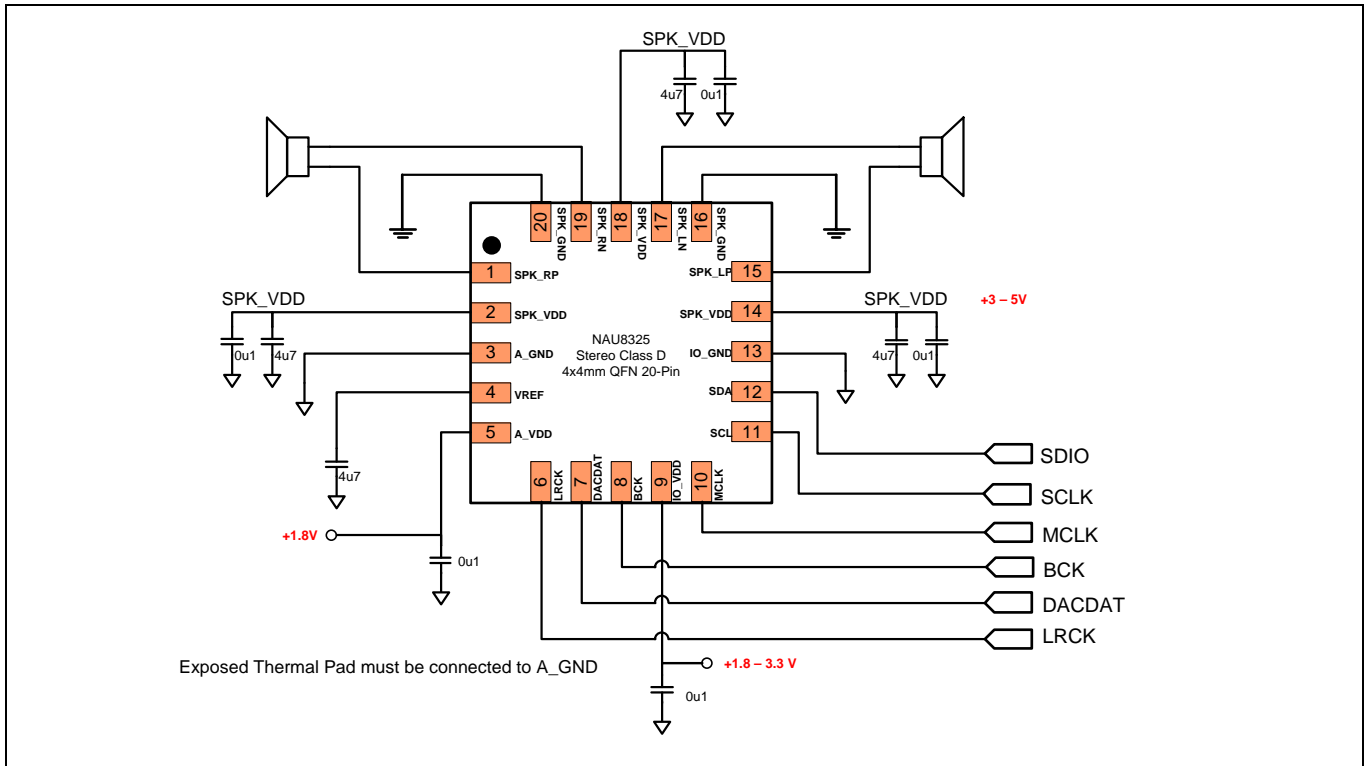 SPK_VDD
4u7
0u1
20
SPK_GND
19
SPK_RN
18
SPK_VDD
17
SPK_LN
16
SPK_GND
1
SPK_RP
SPK_LP
15
SPK_VDD
2
SPK_VDD
0u1
4u7
SPK_VDD
14
SPK_VDD
+3 – 5V
4u7
0u1
NAU8325
Stereo Class D
4x4mm QFN 20-Pin
3
A_GND
IO_GND
13
4
VREF
SDA
12
5
A_VDD
SCL
11
4u7
6
LRCK
7
DACDAT
8
BCK
9
IO_VDD
10
MCLK
SDIO
SCLK
MCLK
BCK
DACDAT
LRCK
+1.8V
0u1
Exposed Thermal Pad must be connected to A_GND
+1.8 – 3.3 V
0u1